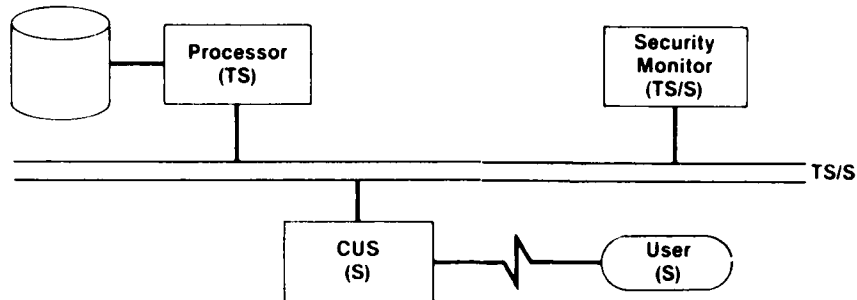 Processor
(TS)
Security
Monitor
(TS/S)
TS/S
CUS
(S)
User
(S)